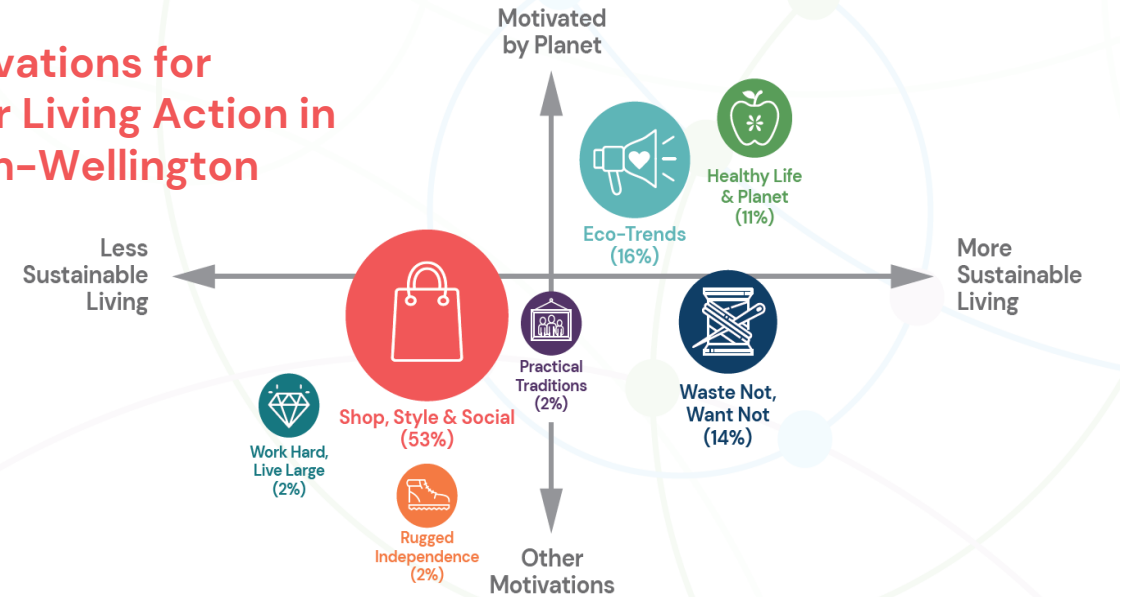 Motivated
by Planet
vations for
r Living Action in
n-Wellington
Healthy Life
& Planet
(11%)
Eco-Trends
(16%)
Less
Sustainable
Living
More
Sustainable
Living
Practical
Traditions
(2%)
Waste Not,
Want Not
(14%)
Shop, Style & Social
(53%)
Work Hard,
Live Large
(2%)
Rugged
Independence
(2%)
Other
Motivations